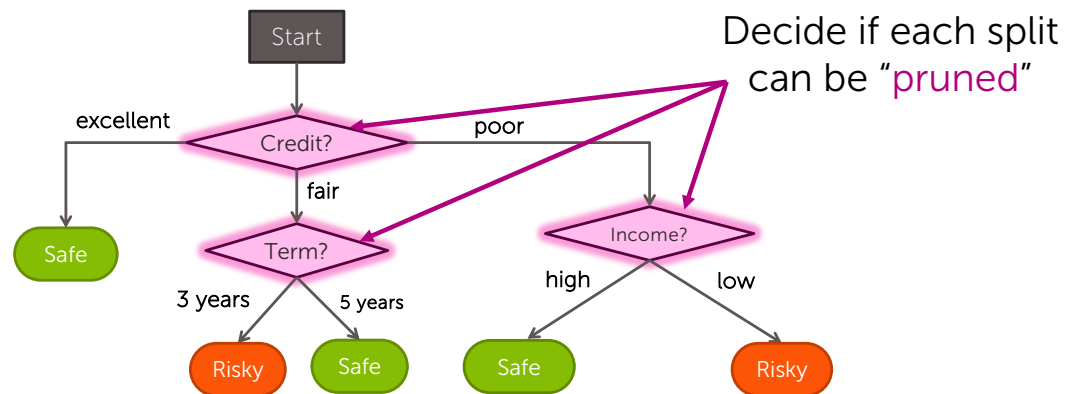 Start
Decide if each split
can be “pruned”
excellent
Credit?
poor
fair
Safe
Term?
Income?
3 years
5 years
high
low
Risky
Safe
Safe
Risky